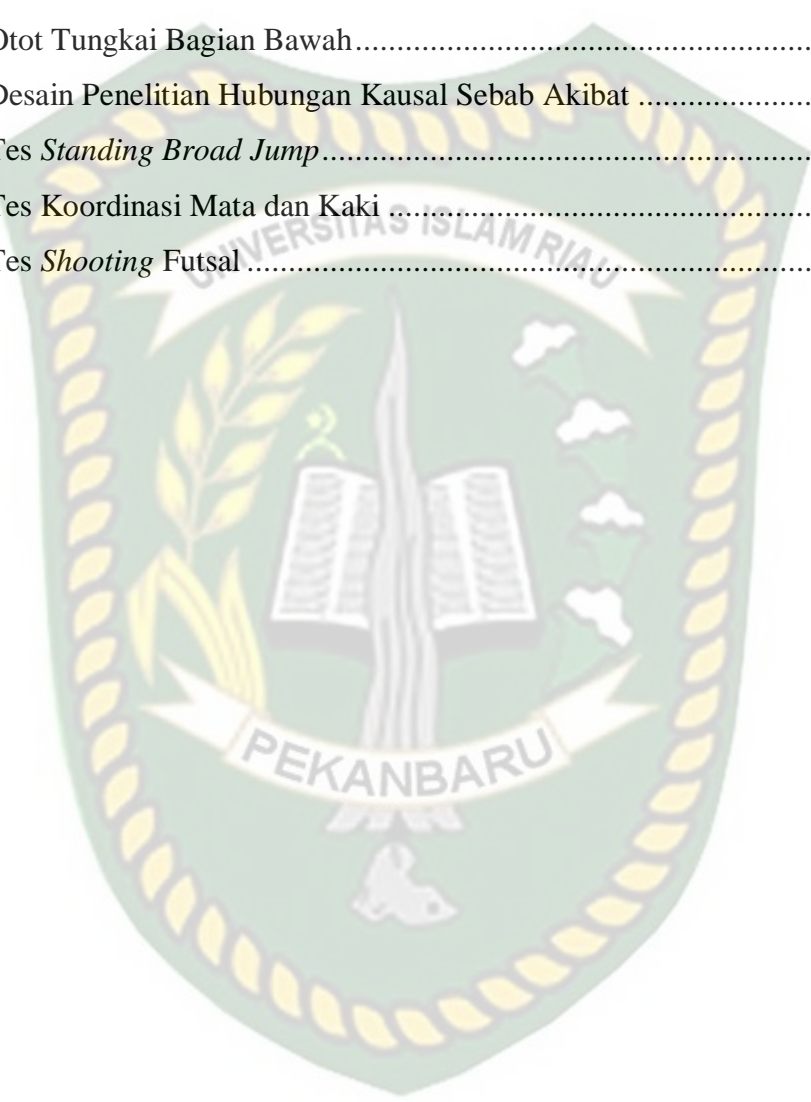 Otot Tungkai Bagian Bawah.......................................................
Desain Penelitian Hubungan Kausal Sebab Akibat .....................
Tes Standing Broad Jump............................................................
Tes Koordinasi Mata dan Kaki ....................................................
Tes Shooting Futsal .....................................................................
UNIVERSITAS ISLAM RIAU
PEKANBARU